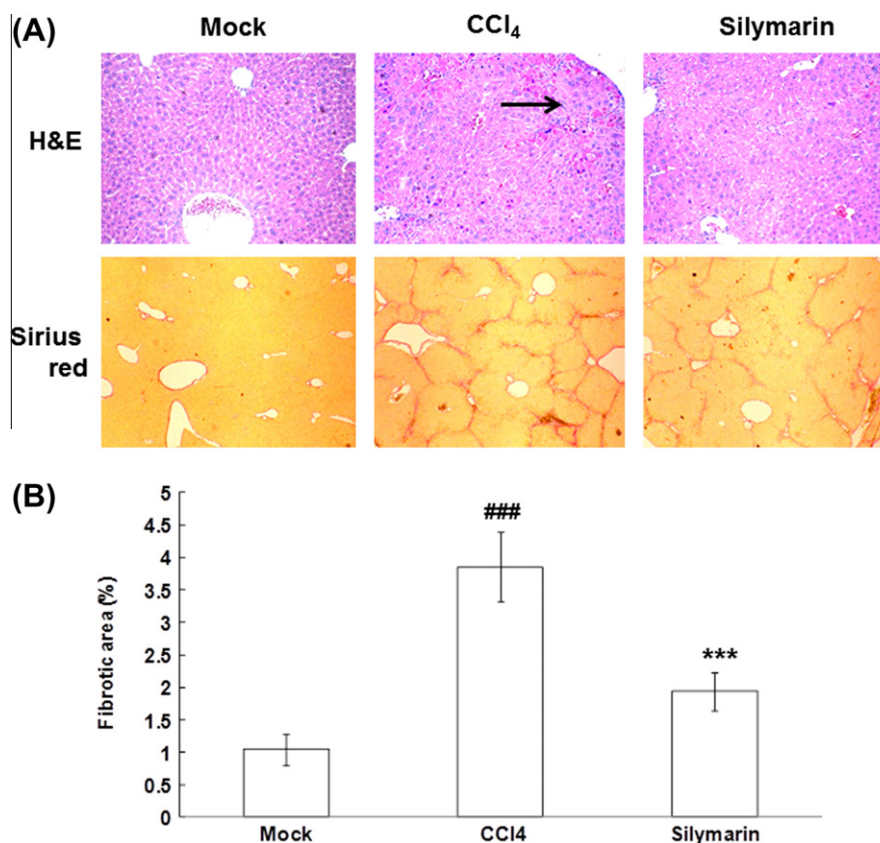 (A)
Mock
CCl₄
Silymarin
H&E
Sirius
red
(B)
Fibrotic area (%)
5
4.5
4
3.5
3
2.5
2
1.5
1
0.5
0
###
***
Mock
CCl4
Silymarin